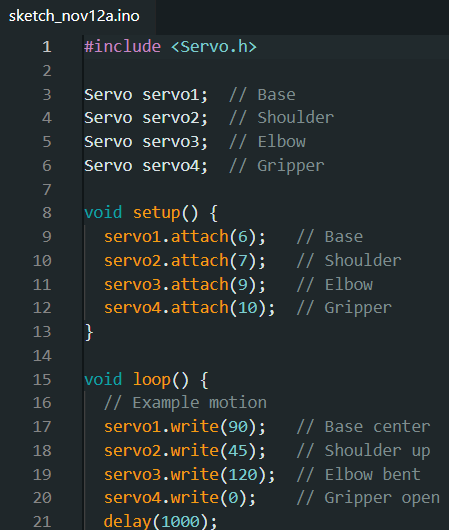 sketch_nov12a.ino
1 #include <Servo.h>
2
3 Servo servo1;  // Base
4 Servo servo2;  // Shoulder
5 Servo servo3;  // Elbow
6 Servo servo4;  // Gripper
7
8 void setup() {
9   servo1.attach(6);   // Base
10   servo2.attach(7);   // Shoulder
11   servo3.attach(9);   // Elbow
12   servo4.attach(10);  // Gripper
13 }
14
15 void loop() {
16   // Example motion
17   servo1.write(90);   // Base center
18   servo2.write(45);   // Shoulder up
19   servo3.write(120);  // Elbow bent
20   servo4.write(0);    // Gripper open
21   delay(1000);